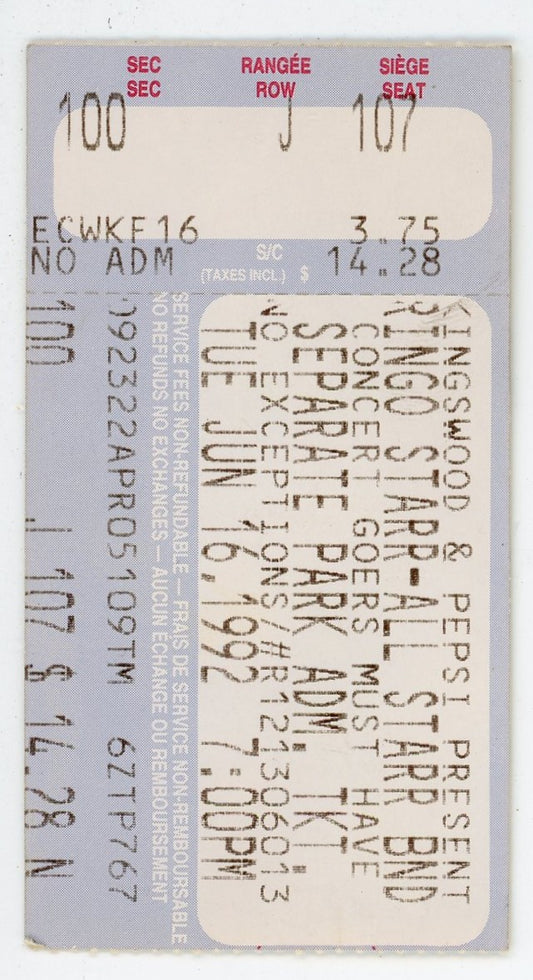 SEC RANGÉE SIÈGE
SEC ROW SEAT
100 J 107
ECWKF16 3.75
NO ADM S/C (TAXES INCL.) $ 14.28
KINGSWOOD & PEPSI PRESENT
RINGO STARR-ALL STARR BND
CONCERT GOERS MUST HAVE
SEPARATE PARK ADM. TKT.
NO EXCEPTIONS/#R121306013
TUE JUN 16,1992 7:00PM
SERVICE FEES NON-REFUNDABLE — FRAIS DE SERVICE NON-REMBOURSABLE
NO REFUNDS NO EXCHANGES — AUCUN ÉCHANGE OU REMBOURSEMENT
092322APR05109TM 6ZTP767
100 J 107 $ 14.28 N